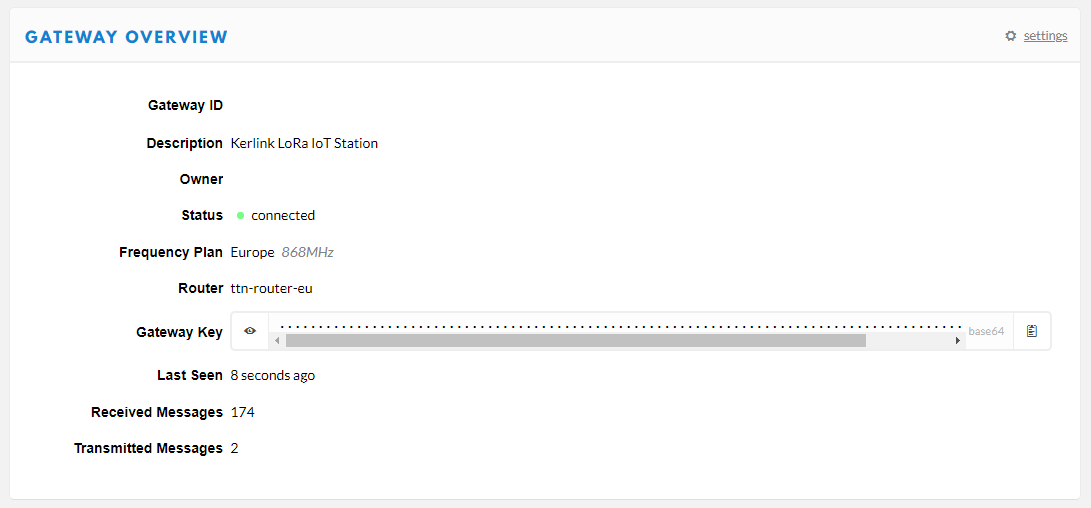 GATEWAY OVERVIEW settings
Gateway ID
Description Kerlink LoRa IoT Station
Owner
Status connected
Frequency Plan Europe 868MHz
Router ttn-router-eu
Gateway Key base64
Last Seen 8 seconds ago
Received Messages 174
Transmitted Messages 2